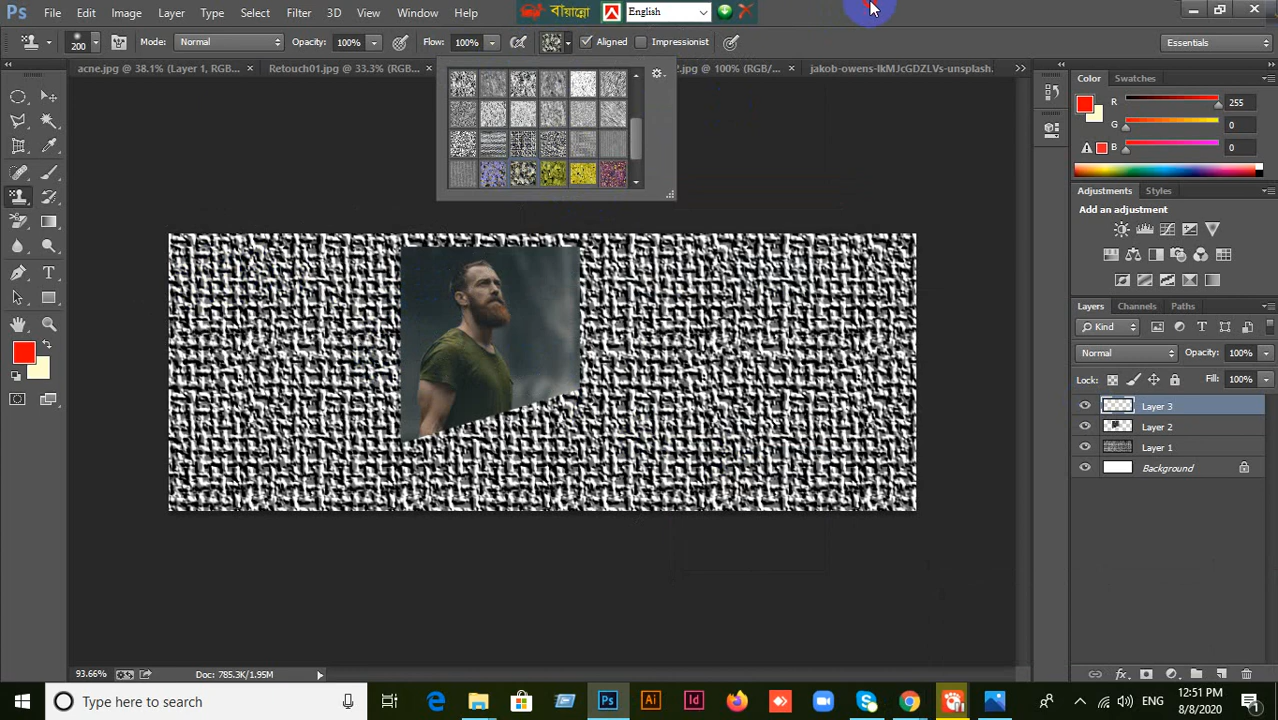 Ps File Edit Image Layer Type Select Filter 3D View Window Help বায়ান্নো English
200 Mode: Normal Opacity: 100% Flow: 100% Aligned Impressionist Essentials
acne.jpg @ 38.1% (Layer 1, RGB... × Retouch01.jpg @ 33.3% (RGB... × 2.jpg @ 100% (RGB/... × jakob-owens-lkMJcGDZLVs-unsplash.
Color Swatches
R 255
G 0
B 0
Adjustments Styles
Add an adjustment
Layers Channels Paths
Kind
Normal Opacity: 100%
Lock: Fill: 100%
Layer 3
Layer 2
Layer 1
Background
93.66% Doc: 785.3K/1.95M
Type here to search Ps Ai Id ENG 12:51 PM
8/8/2020